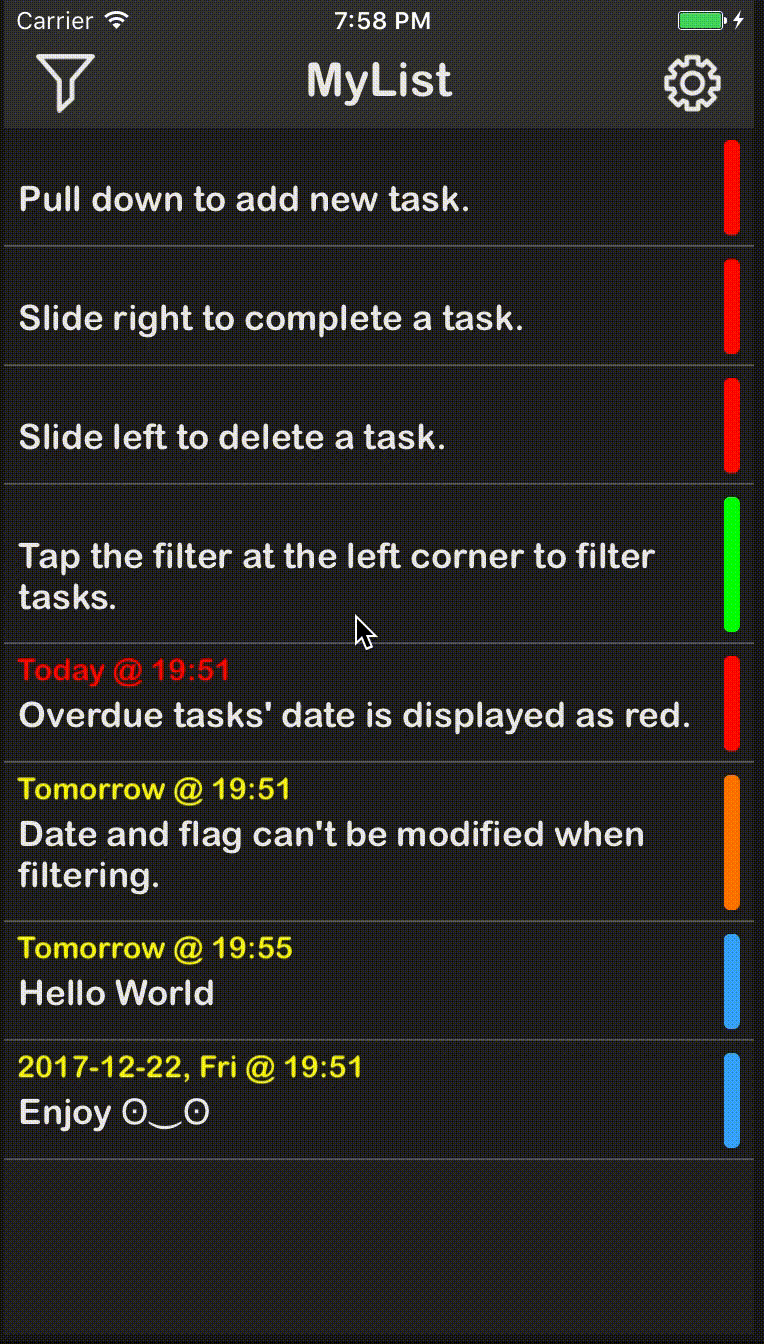 Carrier 7:58 PM
MyList
Pull down to add new task.
Slide right to complete a task.
Slide left to delete a task.
Tap the filter at the left corner to filter
tasks.
Today @ 19:51
Overdue tasks' date is displayed as red.
Tomorrow @ 19:51
Date and flag can't be modified when
filtering.
Tomorrow @ 19:55
Hello World
2017-12-22, Fri @ 19:51
Enjoy ʘ‿ʘ